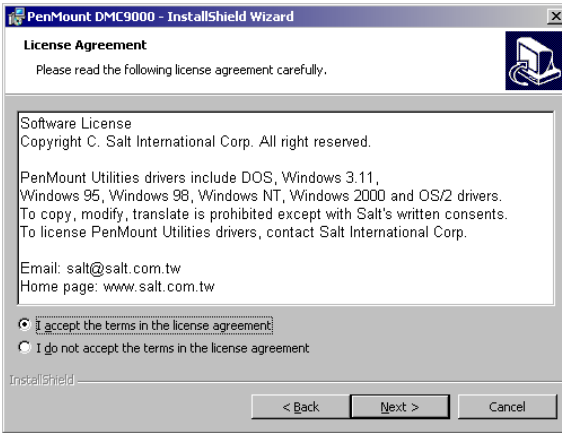 PenMount DMC9000 - InstallShield Wizard
License Agreement
Please read the following license agreement carefully.
Software License
Copyright C. Salt International Corp. All right reserved.
PenMount Utilities drivers include DOS, Windows 3.11,
Windows 95, Windows 98, Windows NT, Windows 2000 and OS/2 drivers.
To copy, modify, translate is prohibited except with Salt's written consents.
To license PenMount Utilities drivers, contact Salt International Corp.
Email: salt@salt.com.tw
Home page: www.salt.com.tw
I accept the terms in the license agreement
I do not accept the terms in the license agreement
InstallShield
< Back
Next >
Cancel